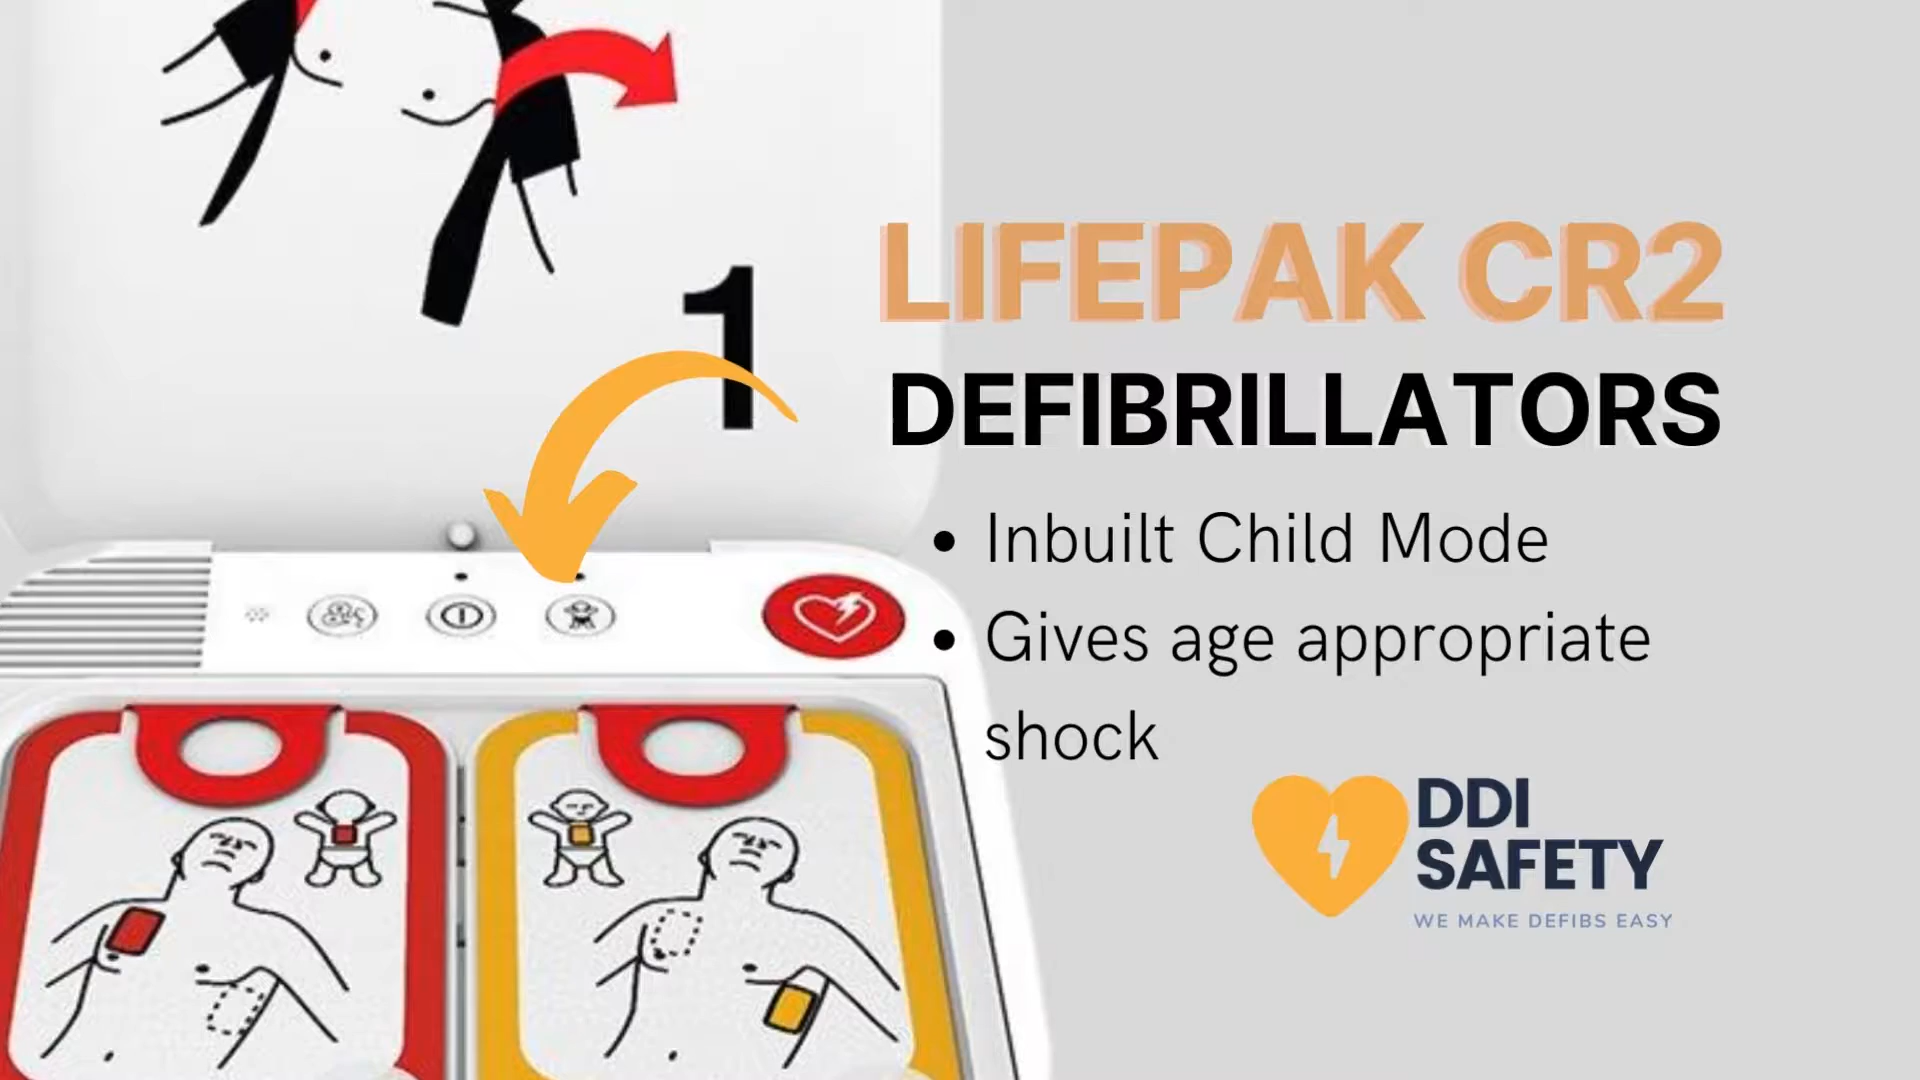 1
LIFEPAK CR2
DEFIBRILLATORS
• Inbuilt Child Mode
• Gives age appropriate
shock
DDI
SAFETY
WE MAKE DEFIBS EASY